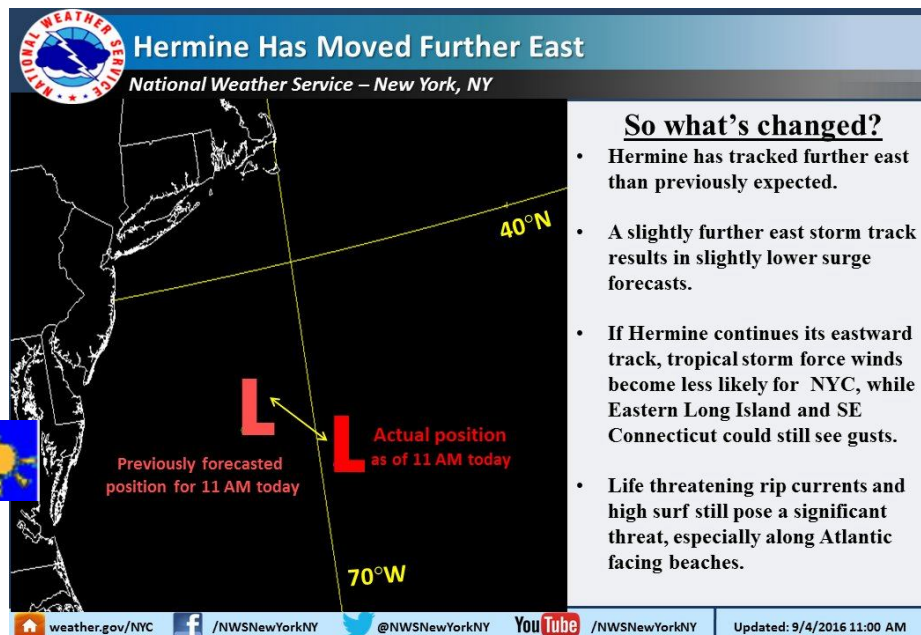 NATIONAL WEATHER SERVICE
Hermine Has Moved Further East
National Weather Service – New York, NY
40°N
L
L
Actual position
as of 11 AM today
Previously forecasted
position for 11 AM today
70°W
So what's changed?
• Hermine has tracked further east
than previously expected.
• A slightly further east storm track
results in slightly lower surge
forecasts.
• If Hermine continues its eastward
track, tropical storm force winds
become less likely for NYC, while
Eastern Long Island and SE
Connecticut could still see gusts.
• Life threatening rip currents and
high surf still pose a significant
threat, especially along Atlantic
facing beaches.
weather.gov/NYC
f /NWSNewYorkNY
@NWSNewYorkNY
YouTube /NWSNewYorkNY
Updated: 9/4/2016 11:00 AM